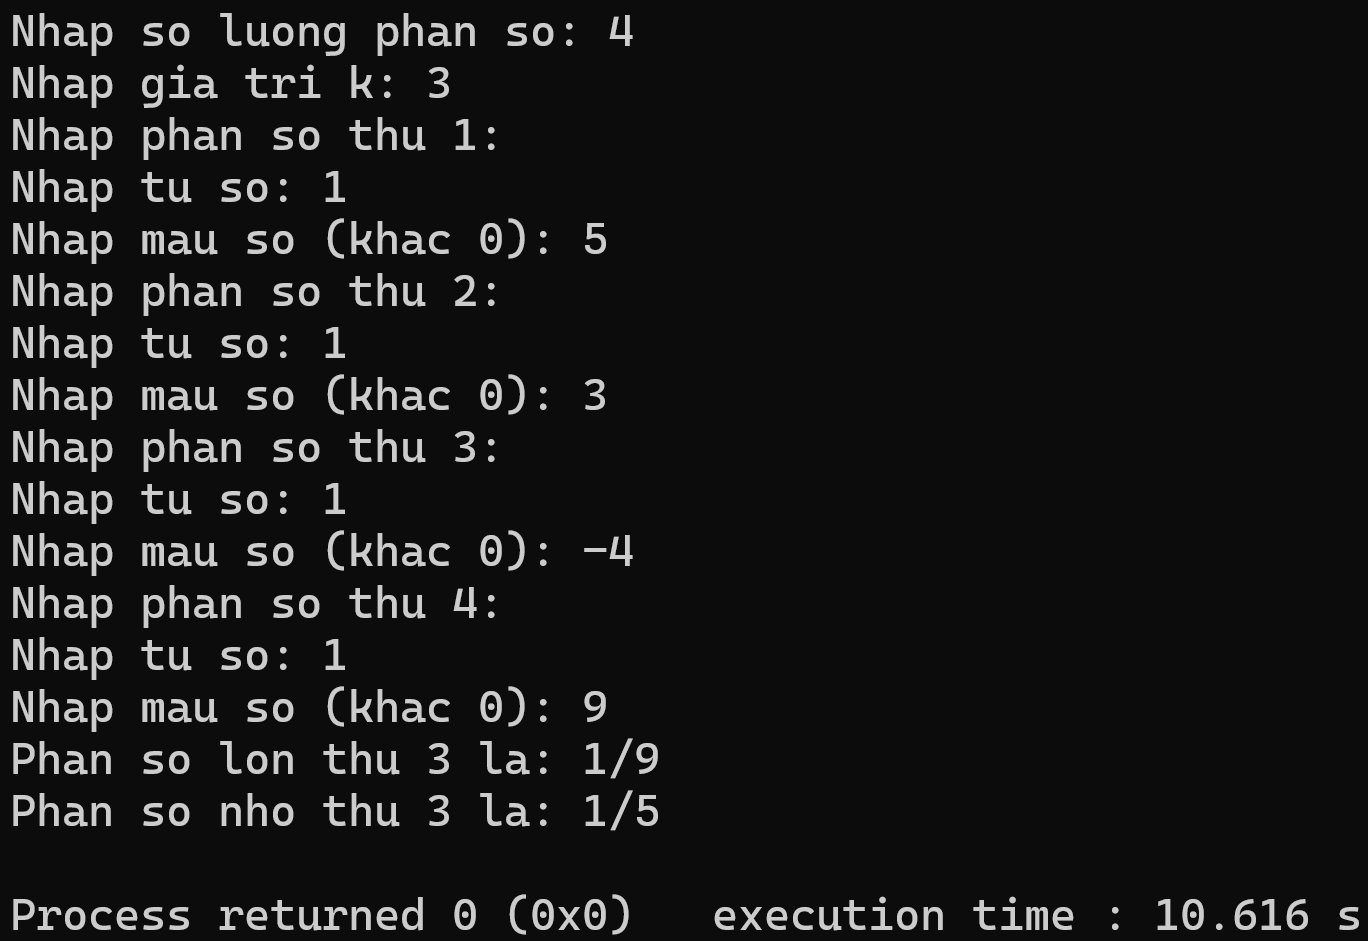 Nhap so luong phan so: 4
Nhap gia tri k: 3
Nhap phan so thu 1:
Nhap tu so: 1
Nhap mau so (khac 0): 5
Nhap phan so thu 2:
Nhap tu so: 1
Nhap mau so (khac 0): 3
Nhap phan so thu 3:
Nhap tu so: 1
Nhap mau so (khac 0): -4
Nhap phan so thu 4:
Nhap tu so: 1
Nhap mau so (khac 0): 9
Phan so lon thu 3 la: 1/9
Phan so nho thu 3 la: 1/5
Process returned 0 (0x0)   execution time : 10.616 s